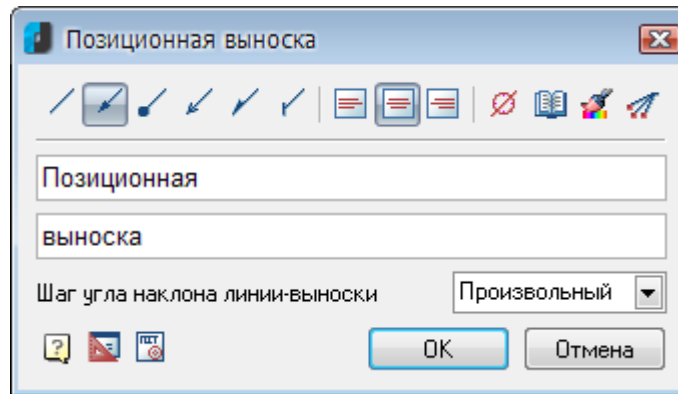 Позиционная выноска
Позиционная
выноска
Шаг угла наклона линии-выноски
Произвольный
OK
Отмена